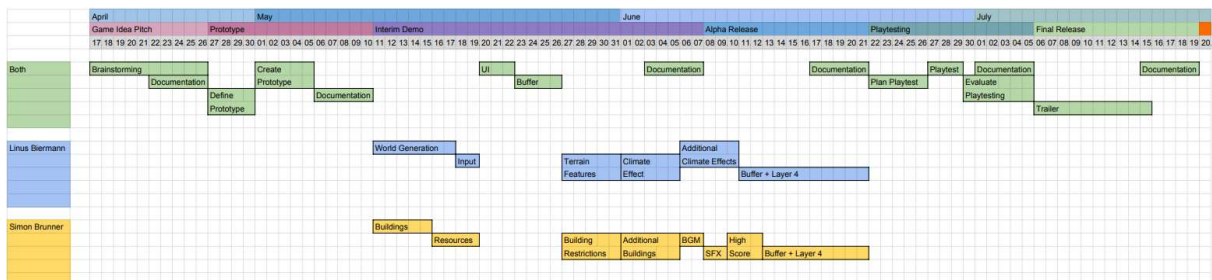 April May June July
Game Idea Pitch Prototype Interim Demo Alpha Release Playtesting Final Release
17 18 19 20 21 22 23 24 25 26 27 28 29 30 01 02 03 04 05 06 07 08 09 10 11 12 13 14 15 16 17 18 19 20 21 22 23 24 25 26 27 28 29 30 31 01 02 03 04 05 06 07 08 09 10 11 12 13 14 15 16 17 18 19 20 21 22 23 24 25 26 27 28 29 30 01 02 03 04 05 06 07 08 09 10 11 12 13 14 15 16 17 18 19 20
Both Brainstorming Create UI Documentation Documentation Playtest Documentation Documentation
Documentation Prototype Buffer Plan Playtest Evaluate
Define Documentation Playtesting
Prototype Trailer
Linus Biermann World Generation Additional
Input Terrain Climate Climate Effects
Features Effect Buffer + Layer 4
Simon Brunner Buildings
Resources Building Additional BGM High
Restrictions Buildings SFX Score Buffer + Layer 4